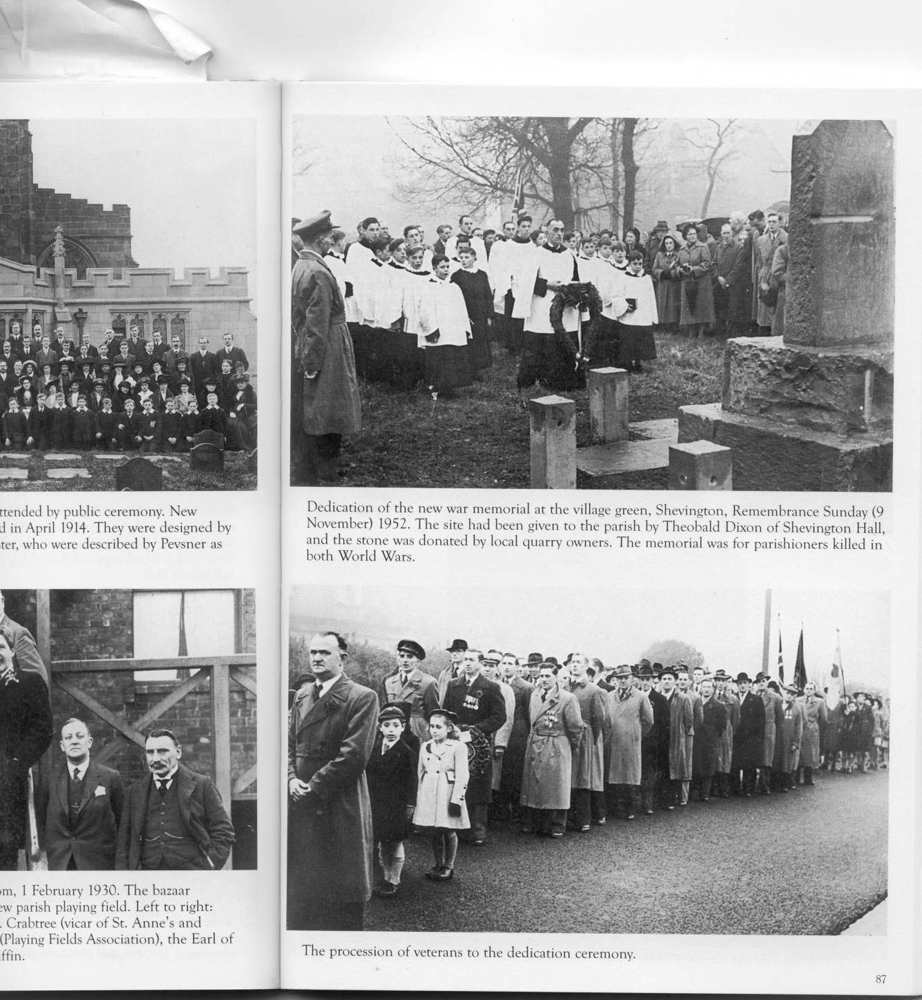 ttended by public ceremony. New
d in April 1914. They were designed by
ster, who were described by Pevsner as
om, 1 February 1930. The bazaar
ew parish playing field. Left to right:
. Crabtree (vicar of St. Anne's and
(Playing Fields Association), the Earl of
ffin.
Dedication of the new war memorial at the village green, Shevington, Remembrance Sunday (9
November) 1952. The site had been given to the parish by Theobald Dixon of Shevington Hall,
and the stone was donated by local quarry owners. The memorial was for parishioners killed in
both World Wars.
The procession of veterans to the dedication ceremony.
87